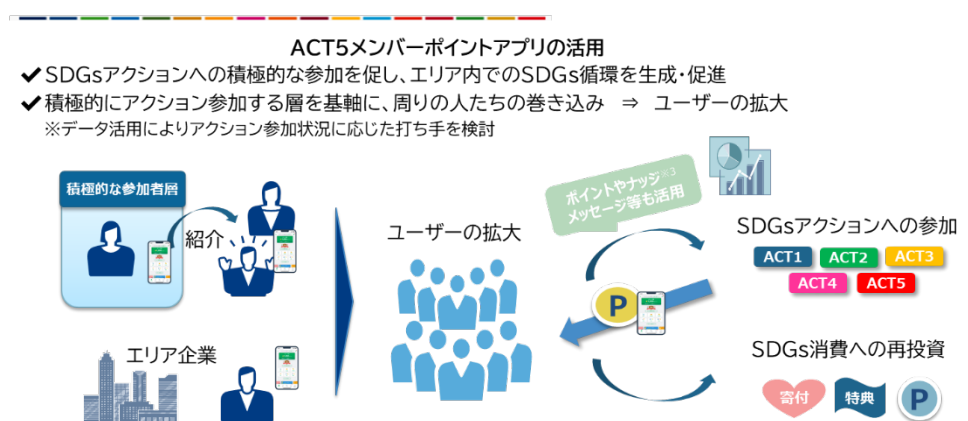 ACT5メンバーポイントアプリの活用
✔SDGsアクションへの積極的な参加を促し、エリア内でのSDGs循環を生成・促進
✔積極的にアクション参加する層を基軸に、周りの人たちの巻き込み ⇒ ユーザーの拡大
※データ活用によりアクション参加状況に応じた打ち手を検討
積極的な参加者層
紹介
エリア企業
ユーザーの拡大
ポイントやナッジ※3
メッセージ等も活用
P
SDGsアクションへの参加
ACT1 ACT2 ACT3
ACT4 ACT5
SDGs消費への再投資
寄付 特典 P